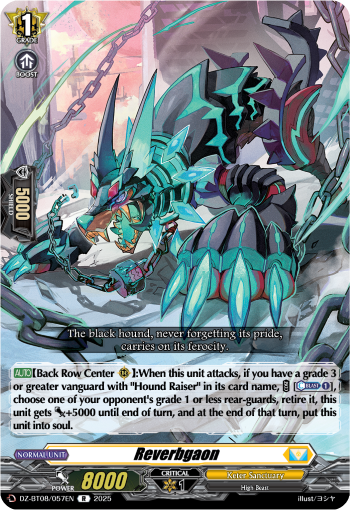 1
GRADE
BOOST
5000
SHIELD
The black hound, never forgetting its pride,
carries on its ferocity.
AUTO【Back Row Center】:When this unit attacks, if you have a grade 3
or greater vanguard with "Hound Raiser" in its card name, [BLAST 1],
choose one of your opponent's grade 1 or less rear-guards, retire it, this
unit gets +5000 until end of turn, and at the end of that turn, put this
unit into soul.
NORMAL UNIT
Reverbgaon
POWER 8000
CRITICAL
1
Keter Sanctuary
High Beast
DZ-BT08/057EN R 2025
illust/ヨシヤ